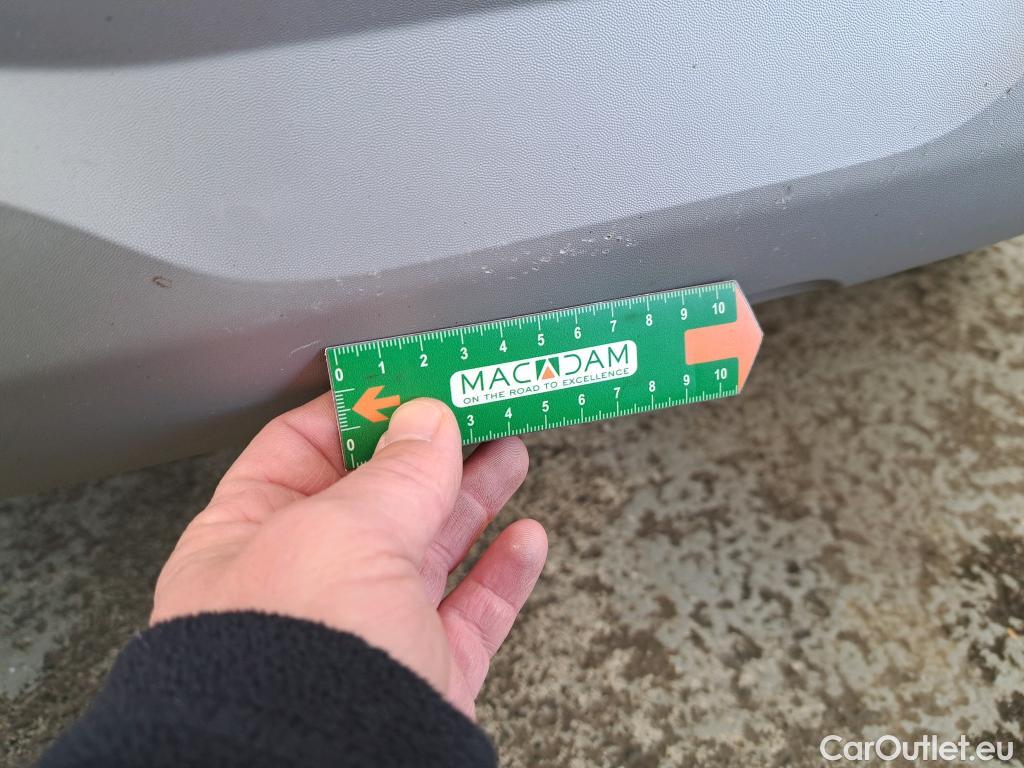 0 1 2 3 4 5 6 7 8 9 10
MACADAM
ON THE ROAD TO EXCELLENCE
0 3 4 5 6 7 8 9 10
CarOutlet.eu